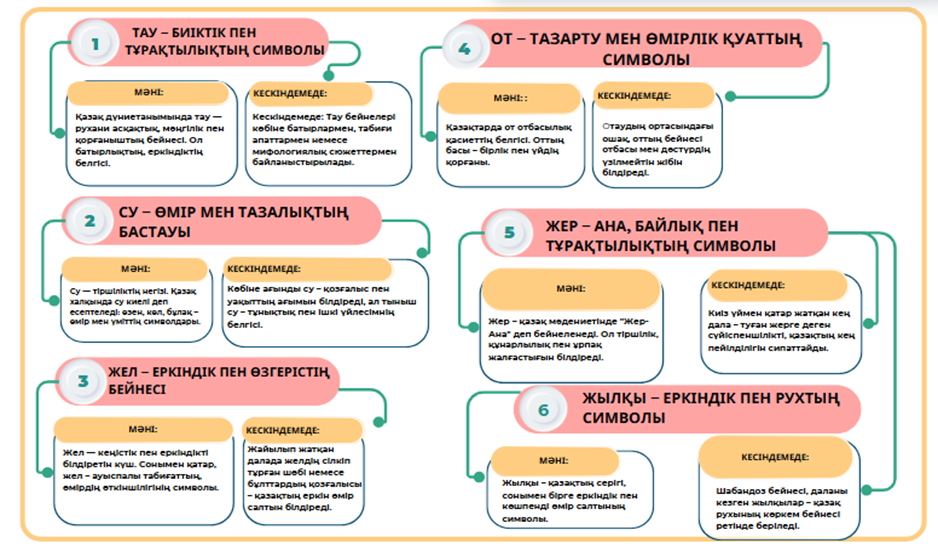 1
ТАУ – БИІКТІК ПЕН
ТҰРАҚТЫЛЫҚТЫҢ СИМВОЛЫ
МӘНІ:
Қазақ дүниетанымында тау —
рухани асқақтық, мәңгілік пен
қорғаныштың бейнесі. Ол
батырлықтың, еркіндіктің
белгісі.
КЕСКІНДЕМЕДЕ:
Кескіндемеде: Тау бейнелері
көбіне батырлармен, табиғи
апаттармен немесе
мифологиялық сюжеттермен
байланыстырылады.
2
СУ – ӨМІР МЕН ТАЗАЛЫҚТЫҢ
БАСТАУЫ
МӘНІ:
Су — тіршіліктің негізі. Қазақ
халқында су киелі деп
есептеледі: өзен, көл, бұлақ –
өмір мен үміттің символдары.
КЕСКІНДЕМЕДЕ:
Көбіне ағынды су – қозғалыс пен
уақыттың ағымын білдіреді, ал тыныш
су – тұнықтық пен ішкі үйлесімнің
белгісі.
3
ЖЕЛ – ЕРКІНДІК ПЕН ӨЗГЕРІСТІҢ
БЕЙНЕСІ
МӘНІ:
Жел — кеңістік пен еркіндікті
білдіретін күш. Сонымен қатар,
жел – ауыспалы табиғаттың,
өмірдің өткіншілігінің символы.
КЕСКІНДЕМЕДЕ:
Жайылып жатқан
далада желдің сілкіп
тұрған шөбі немесе
бұлттардың қозғалысы
– қазақтың еркін өмір
салтын білдіреді.
4
ОТ – ТАЗАРТУ МЕН ӨМІРЛІК ҚУАТТЫҢ
СИМВОЛЫ
МӘНІ: :
Қазақтарда от отбасылық
қасиеттің белгісі. Оттың
басы – бірлік пен үйдің
қорғаны.
КЕСКІНДЕМЕДЕ:
Отаудың ортасындағы
ошақ, оттың бейнесі
отбасы мен дәстүрдің
үзілмейтін жібін
білдіреді.
5
ЖЕР – АНА, БАЙЛЫҚ ПЕН
ТҰРАҚТЫЛЫҚТЫҢ СИМВОЛЫ
МӘНІ:
Жер – қазақ мәдениетінде "Жер-
Ана" деп бейнеленеді. Ол тіршілік,
құнарлылық пен ұрпақ
жалғастығын білдіреді.
КЕСКІНДЕМЕДЕ:
Киіз үймен қатар жатқан кең
дала – туған жерге деген
сүйіспеншілікті, қазақтың кең
пейілділігін сипаттайды.
6
ЖЫЛҚЫ – ЕРКІНДІК ПЕН РУХТЫҢ
СИМВОЛЫ
МӘНІ:
Жылқы – қазақтың серігі,
сонымен бірге еркіндік пен
көшпенді өмір салтының
символы.
КЕСІНДЕМЕДЕ:
Шабандоз бейнесі, даланы
кезген жылқылар – қазақ
рухының көркем бейнесі
ретінде беріледі.